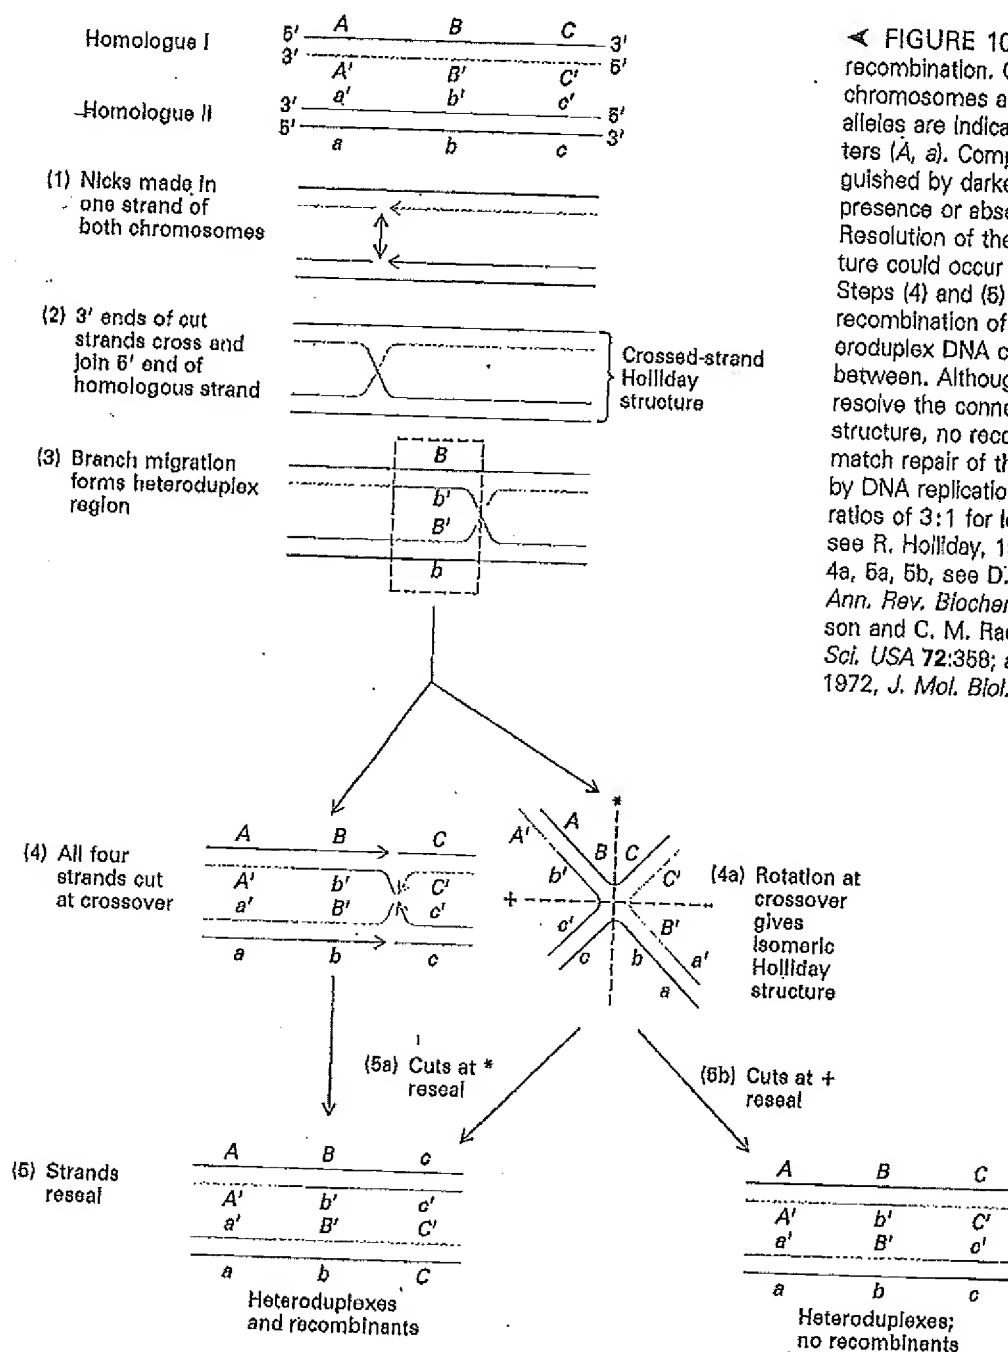 Homologue I
5′ A B C 3′
3′ A′ B′ C′ 5′
Homologue II
3′ a′ b′ c′ 5′
5′ a b c 3′
(1) Nicks made in
one strand of
both chromosomes
(2) 3′ ends of cut
strands cross and
join 5′ end of
homologous strand
Crossed-strand
Holliday
structure
(3) Branch migration
forms heteroduplex
region
B
b′
B′
b
(4) All four
strands cut
at crossover
A B C
A′ b′ C′
a′ B′ c′
a b c
*
A′ A B C C′
b′
+
c′ c b B′ a′
a
(4a) Rotation at
crossover
gives
isomeric
Holliday
structure
(5a) Cuts at *
reseal
(5b) Cuts at +
reseal
(5) Strands
reseal
A B c
A′ b′ c′
a′ B′ C′
a b C
Heteroduplexes
and recombinants
A B C
A′ b′ C′
a′ B′ c′
a b c
Heteroduplexes;
no recombinants
◄ FIGURE 10
recombination.
chromosomes a
alleles are indica
ters (A, a). Comp
guished by darke
presence or abse
Resolution of the
ture could occur
Steps (4) and (5)
recombination of
eroduplex DNA c
between. Althoug
resolve the conne
structure, no reco
match repair of th
by DNA replicatio
ratios of 3:1 for
see R. Holliday, 1
4a, 5a, 5b, see D.
Ann. Rev. Biocher
son and C. M. Ra
Sci. USA 72:358; a
1972, J. Mol. Biol.